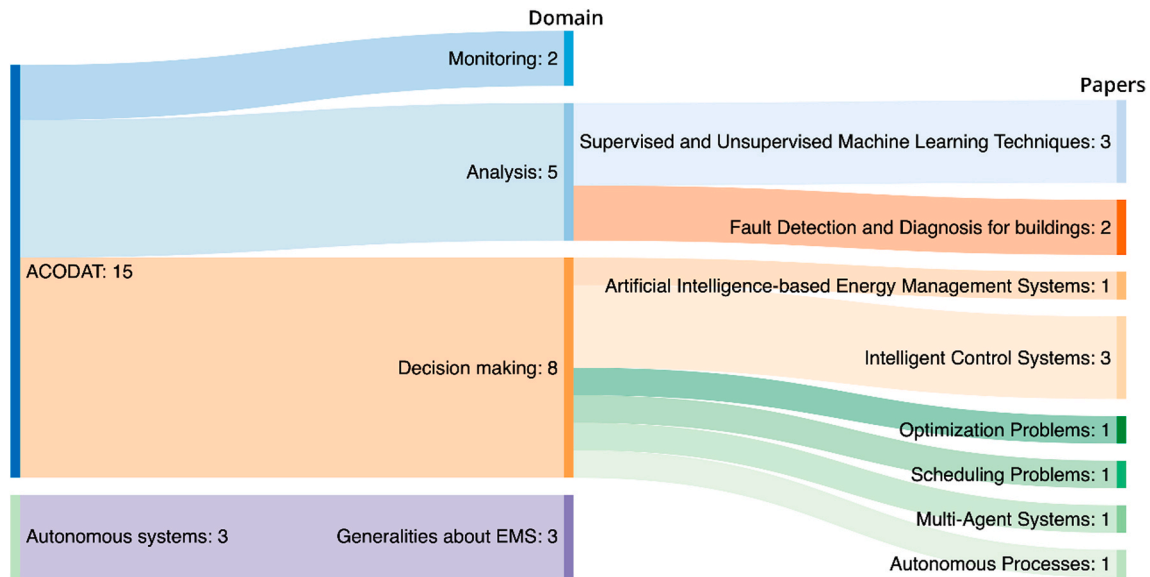 Domain
Monitoring: 2
Papers
Supervised and Unsupervised Machine Learning Techniques: 3
Analysis: 5
Fault Detection and Diagnosis for buildings: 2
ACODAT: 15
Artificial Intelligence-based Energy Management Systems: 1
Intelligent Control Systems: 3
Decision making: 8
Optimization Problems: 1
Scheduling Problems: 1
Multi-Agent Systems: 1
Autonomous systems: 3
Generalities about EMS: 3
Autonomous Processes: 1